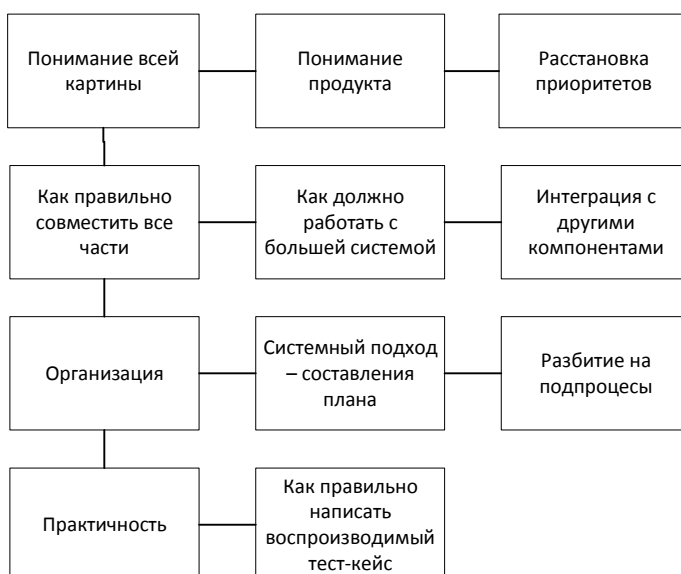 Понимание всей
картины
Понимание
продукта
Расстановка
приоритетов
Как правильно
совместить все
части
Как должно
работать с
большей системой
Интеграция с
другими
компонентами
Организация
Системный подход
– составления
плана
Разбитие на
подпроцесы
Практичность
Как правильно
написать
воспроизводимый
тест-кейс